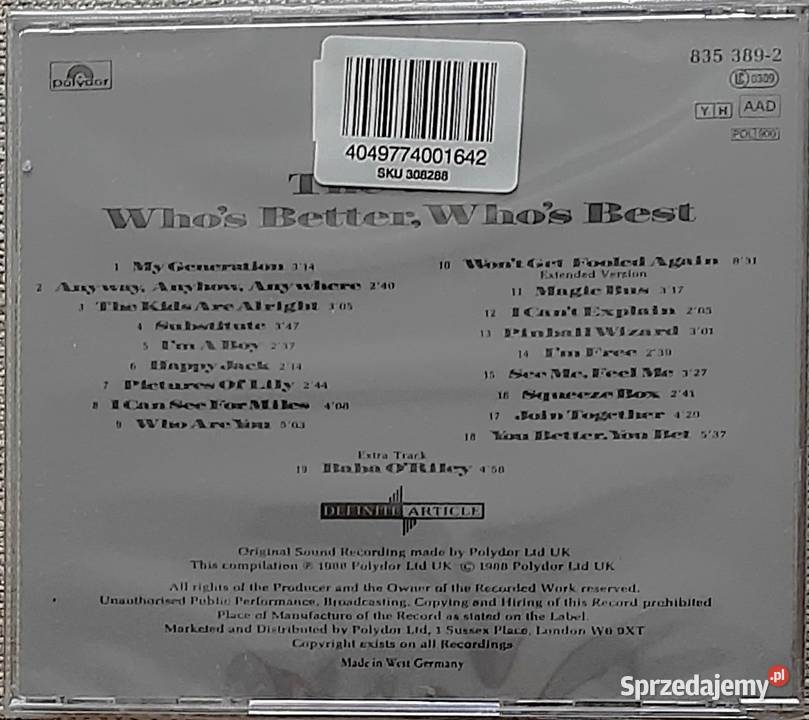 polydor
835 389-2
LC 0309
Y H AAD
POL 900
4049774001642
SKU 308288
The
Who's Better, Who's Best
1 My Generation 3'14
2 Anyway, Anyhow, Anywhere 2'40
3 The Kids Are Alright 3'05
4 Substitute 3'47
5 I'm A Boy 2'37
6 Happy Jack 2'14
7 Pictures Of Lily 2'44
8 I Can See For Miles 4'08
9 Who Are You 5'03
10 Won't Get Fooled Again 8'31
Extended Version
11 Magic Bus 3'17
12 I Can't Explain 2'05
13 Pinball Wizard 3'01
14 I'm Free 2'39
15 See Me, Feel Me 3'27
16 Squeeze Box 2'41
17 Join Together 4'29
18 You Better, You Bet 5'37
Extra Track
19 Baba O'Riley 4'58
DEFINITE ARTICLE
Original Sound Recording made by Polydor Ltd UK
This compilation ℗ 1988 Polydor Ltd UK © 1988 Polydor Ltd UK
All rights of the Producer and the Owner of the Recorded Work reserved.
Unauthorised Public Performance, Broadcasting, Copying and Hiring of this Record prohibited
Place of Manufacture of the Record as stated on the Label.
Marketed and Distributed by Polydor Ltd, 1 Sussex Place, London W6 9XT
Copyright exists on all Recordings
Made in West Germany
Sprzedajemy.pl